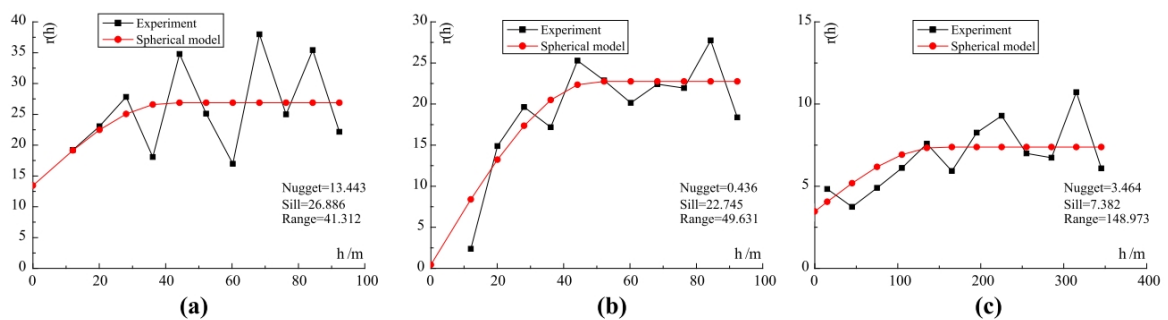 40
35
30
25
20
15
10
5
0
r(h)
Experiment
Spherical model
Nugget=13.443
Sill=26.886
Range=41.312
h/m
0 20 40 60 80 100
(a)
30
25
20
15
10
5
0
r(h)
Experiment
Spherical model
Nugget=0.436
Sill=22.745
Range=49.631
h/m
0 20 40 60 80 100
(b)
15
10
5
0
r(h)
Experiment
Spherical model
Nugget=3.464
Sill=7.382
Range=148.973
h/m
0 100 200 300 400
(c)